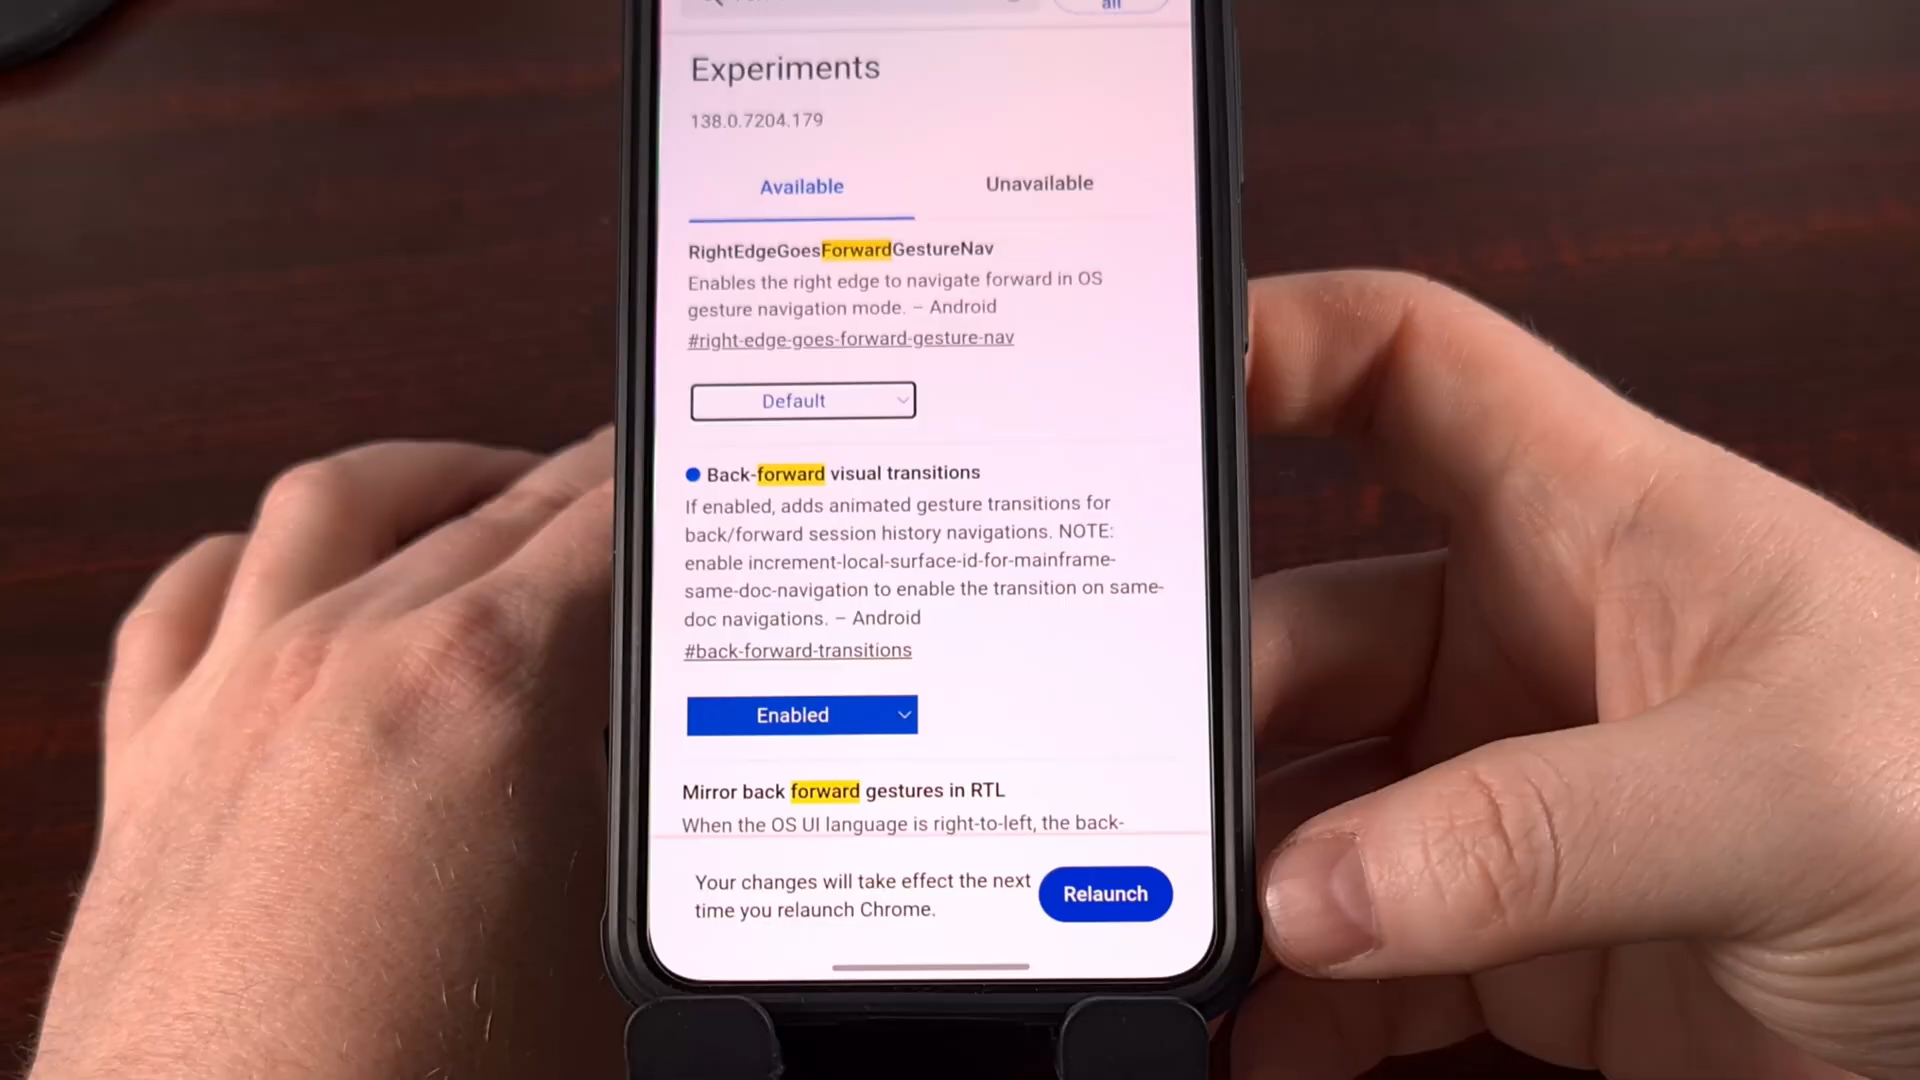 all
Experiments
138.0.7204.179
Available
Unavailable
RightEdgeGoesForwardGestureNav
Enables the right edge to navigate forward in OS
gesture navigation mode. – Android
#right-edge-goes-forward-gesture-nav
Default
Back-forward visual transitions
If enabled, adds animated gesture transitions for
back/forward session history navigations. NOTE:
enable increment-local-surface-id-for-mainframe-
same-doc-navigation to enable the transition on same-
doc navigations. – Android
#back-forward-transitions
Enabled
Mirror back forward gestures in RTL
When the OS UI language is right-to-left, the back-
Your changes will take effect the next
time you relaunch Chrome.
Relaunch